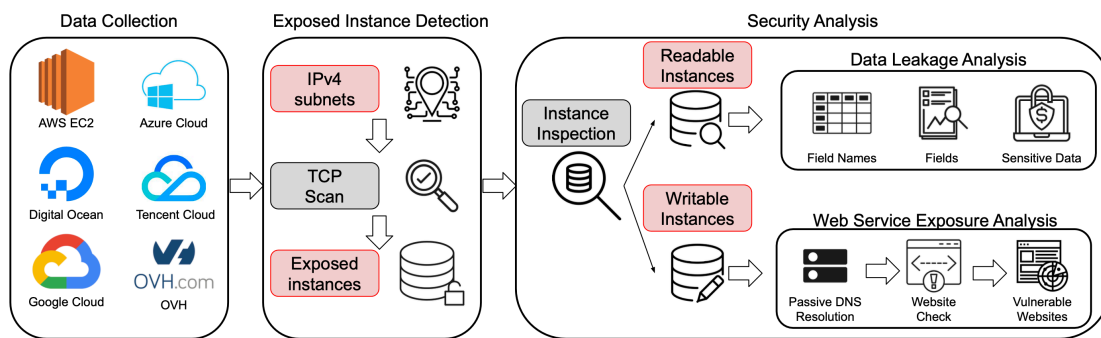 Data Collection
Exposed Instance Detection
Security Analysis
AWS EC2
Azure Cloud
Digital Ocean
Tencent Cloud
Google Cloud
OVH.com
OVH
IPv4
subnets
TCP
Scan
Exposed
instances
Instance
Inspection
Readable
Instances
Writable
Instances
Data Leakage Analysis
Field Names
Fields
Sensitive Data
Web Service Exposure Analysis
Passive DNS
Resolution
Website
Check
Vulnerable
Websites